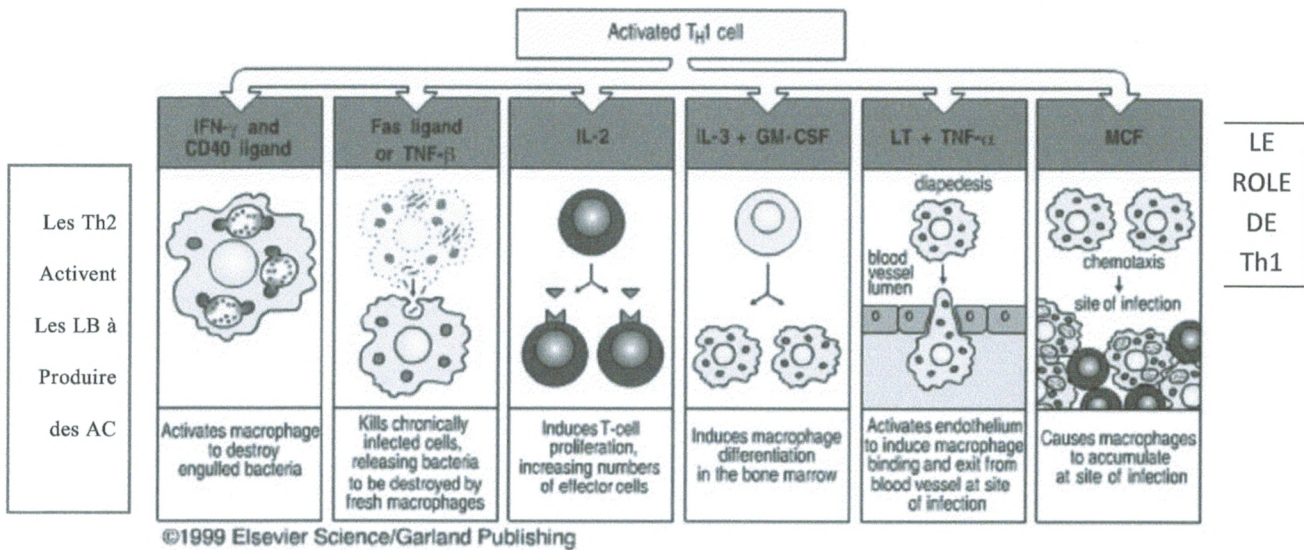 Activated TH1 cell
IFN-γ and
CD40 ligand
Fas ligand
or TNF-β
IL-2
IL-3 + GM-CSF
LT + TNF-α
MCF
diapedesis
blood
vessel
lumen
chemotaxis
site of infection
Activates macrophage
to destroy
engulled bacteria
Kills chronically
infected cells,
releasing bacteria
to be destroyed by
fresh macrophages
Induces T-cell
proliferation,
increasing numbers
of effector cells
Induces macrophage
differentiation
in the bone marrow
Activates endothelium
to induce macrophage
binding and exit from
blood vessel at site
of infection
Causes macrophages
to accumulate
at site of infection
Les Th2
Activent
Les LB à
Produire
des AC
LE
ROLE
DE
Th1
©1999 Elsevier Science/Garland Publishing